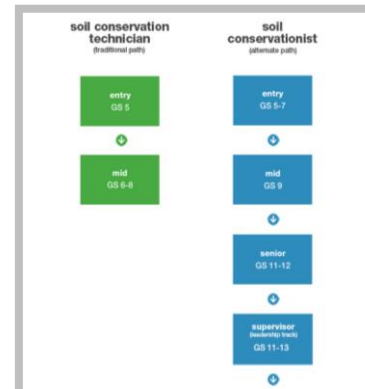 soil conservation
technician
(traditional path)
entry
GS 5
mid
GS 6-8
soil
conservationist
(alternate path)
entry
GS 5-7
mid
GS 9
senior
GS 11-12
supervisor
(leadership track)
GS 11-13